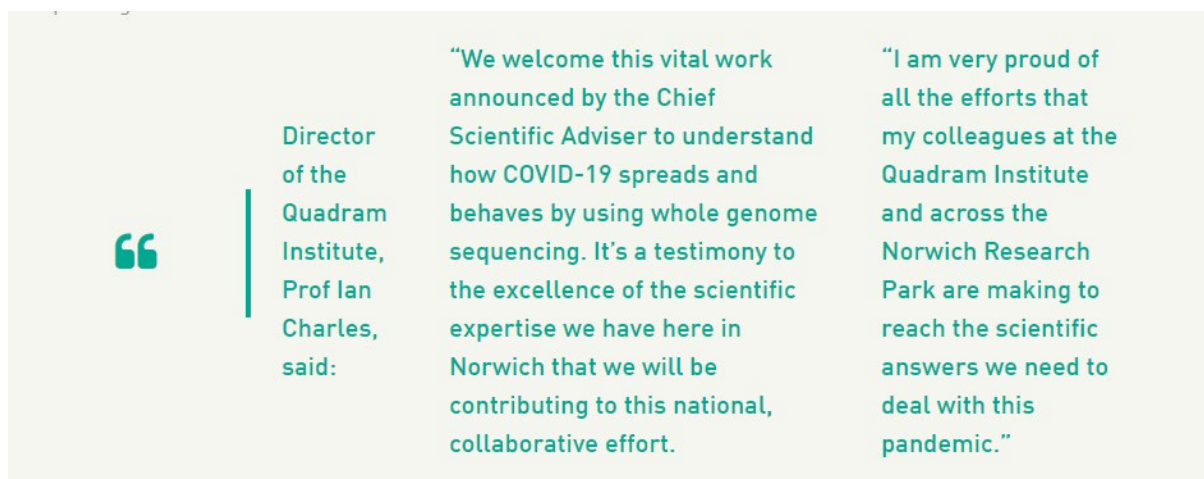 Director
of the
Quadram
Institute,
Prof Ian
Charles,
said:
“We welcome this vital work
announced by the Chief
Scientific Adviser to understand
how COVID-19 spreads and
behaves by using whole genome
sequencing. It’s a testimony to
the excellence of the scientific
expertise we have here in
Norwich that we will be
contributing to this national,
collaborative effort.
“I am very proud of
all the efforts that
my colleagues at the
Quadram Institute
and across the
Norwich Research
Park are making to
reach the scientific
answers we need to
deal with this
pandemic.”